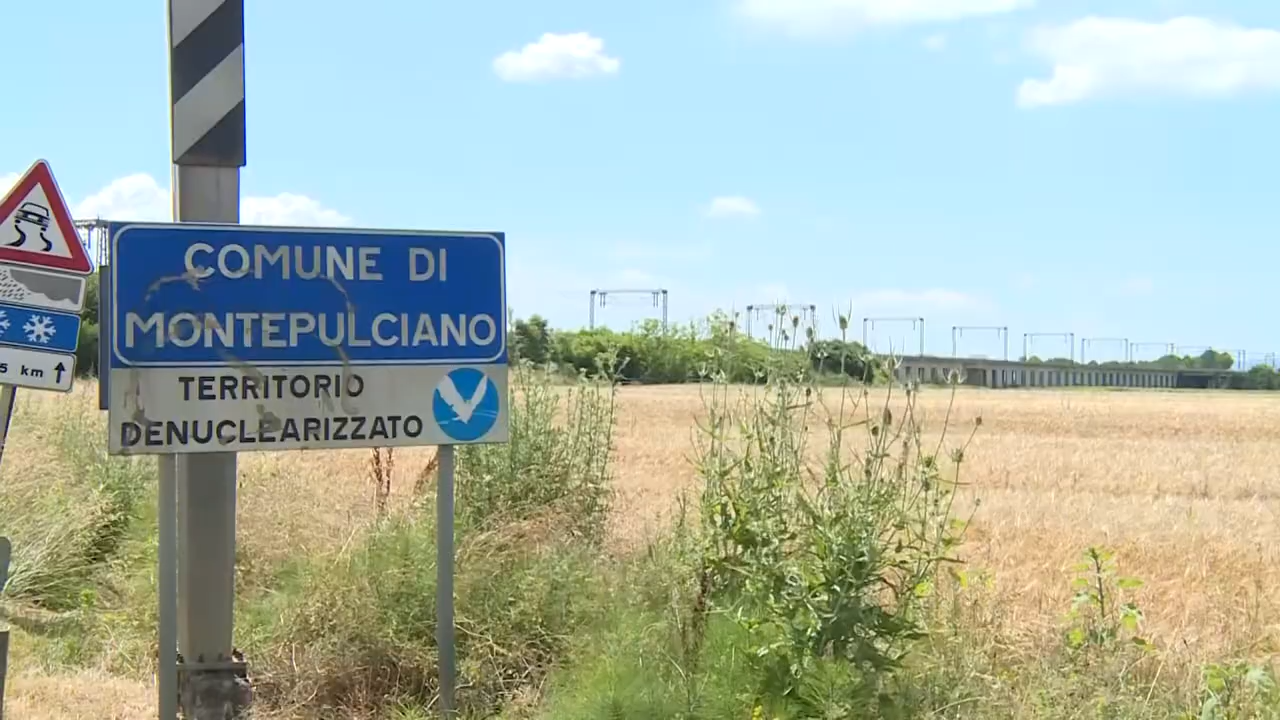 COMUNE DI
MONTEPULCIANO
TERRITORIO
DENUCLEARIZZATO
5 km